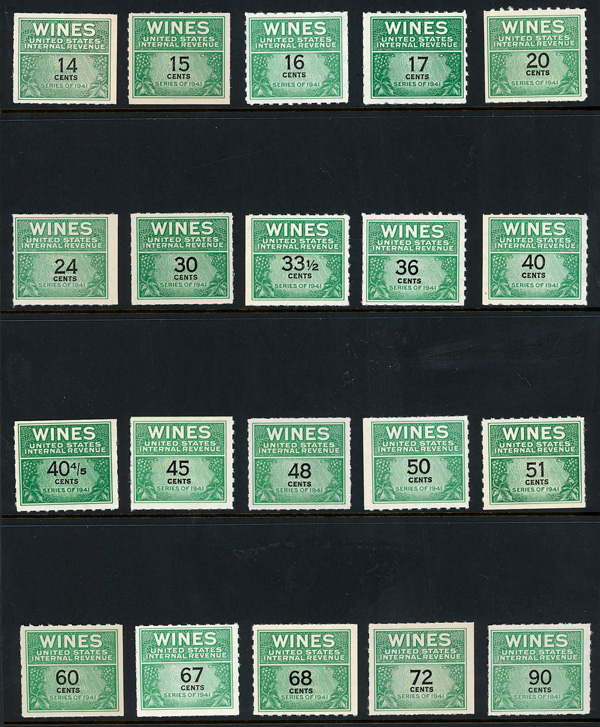 WINES
UNITED STATES
INTERNAL REVENUE
14
CENTS
SERIES OF 1941
WINES
UNITED STATES
INTERNAL REVENUE
15
CENTS
SERIES OF 1941
WINES
UNITED STATES
INTERNAL REVENUE
16
CENTS
SERIES OF 1941
WINES
UNITED STATES
INTERNAL REVENUE
17
CENTS
SERIES OF 1941
WINES
UNITED STATES
INTERNAL REVENUE
20
CENTS
SERIES OF 1941
WINES
UNITED STATES
INTERNAL REVENUE
24
CENTS
SERIES OF 1941
WINES
UNITED STATES
INTERNAL REVENUE
30
CENTS
SERIES OF 1941
WINES
UNITED STATES
INTERNAL REVENUE
33 1/2
CENTS
SERIES OF 1941
WINES
UNITED STATES
INTERNAL REVENUE
36
CENTS
SERIES OF 1941
WINES
UNITED STATES
INTERNAL REVENUE
40
CENTS
SERIES OF 1941
WINES
UNITED STATES
INTERNAL REVENUE
40 4/5
CENTS
SERIES OF 1941
WINES
UNITED STATES
INTERNAL REVENUE
45
CENTS
SERIES OF 1941
WINES
UNITED STATES
INTERNAL REVENUE
48
CENTS
SERIES OF 1941
WINES
UNITED STATES
INTERNAL REVENUE
50
CENTS
SERIES OF 1941
WINES
UNITED STATES
INTERNAL REVENUE
51
CENTS
SERIES OF 1941
WINES
UNITED STATES
INTERNAL REVENUE
60
CENTS
SERIES OF 1941
WINES
UNITED STATES
INTERNAL REVENUE
67
CENTS
SERIES OF 1941
WINES
UNITED STATES
INTERNAL REVENUE
68
CENTS
SERIES OF 1941
WINES
UNITED STATES
INTERNAL REVENUE
72
CENTS
SERIES OF 1941
WINES
UNITED STATES
INTERNAL REVENUE
90
CENTS
SERIES OF 1941